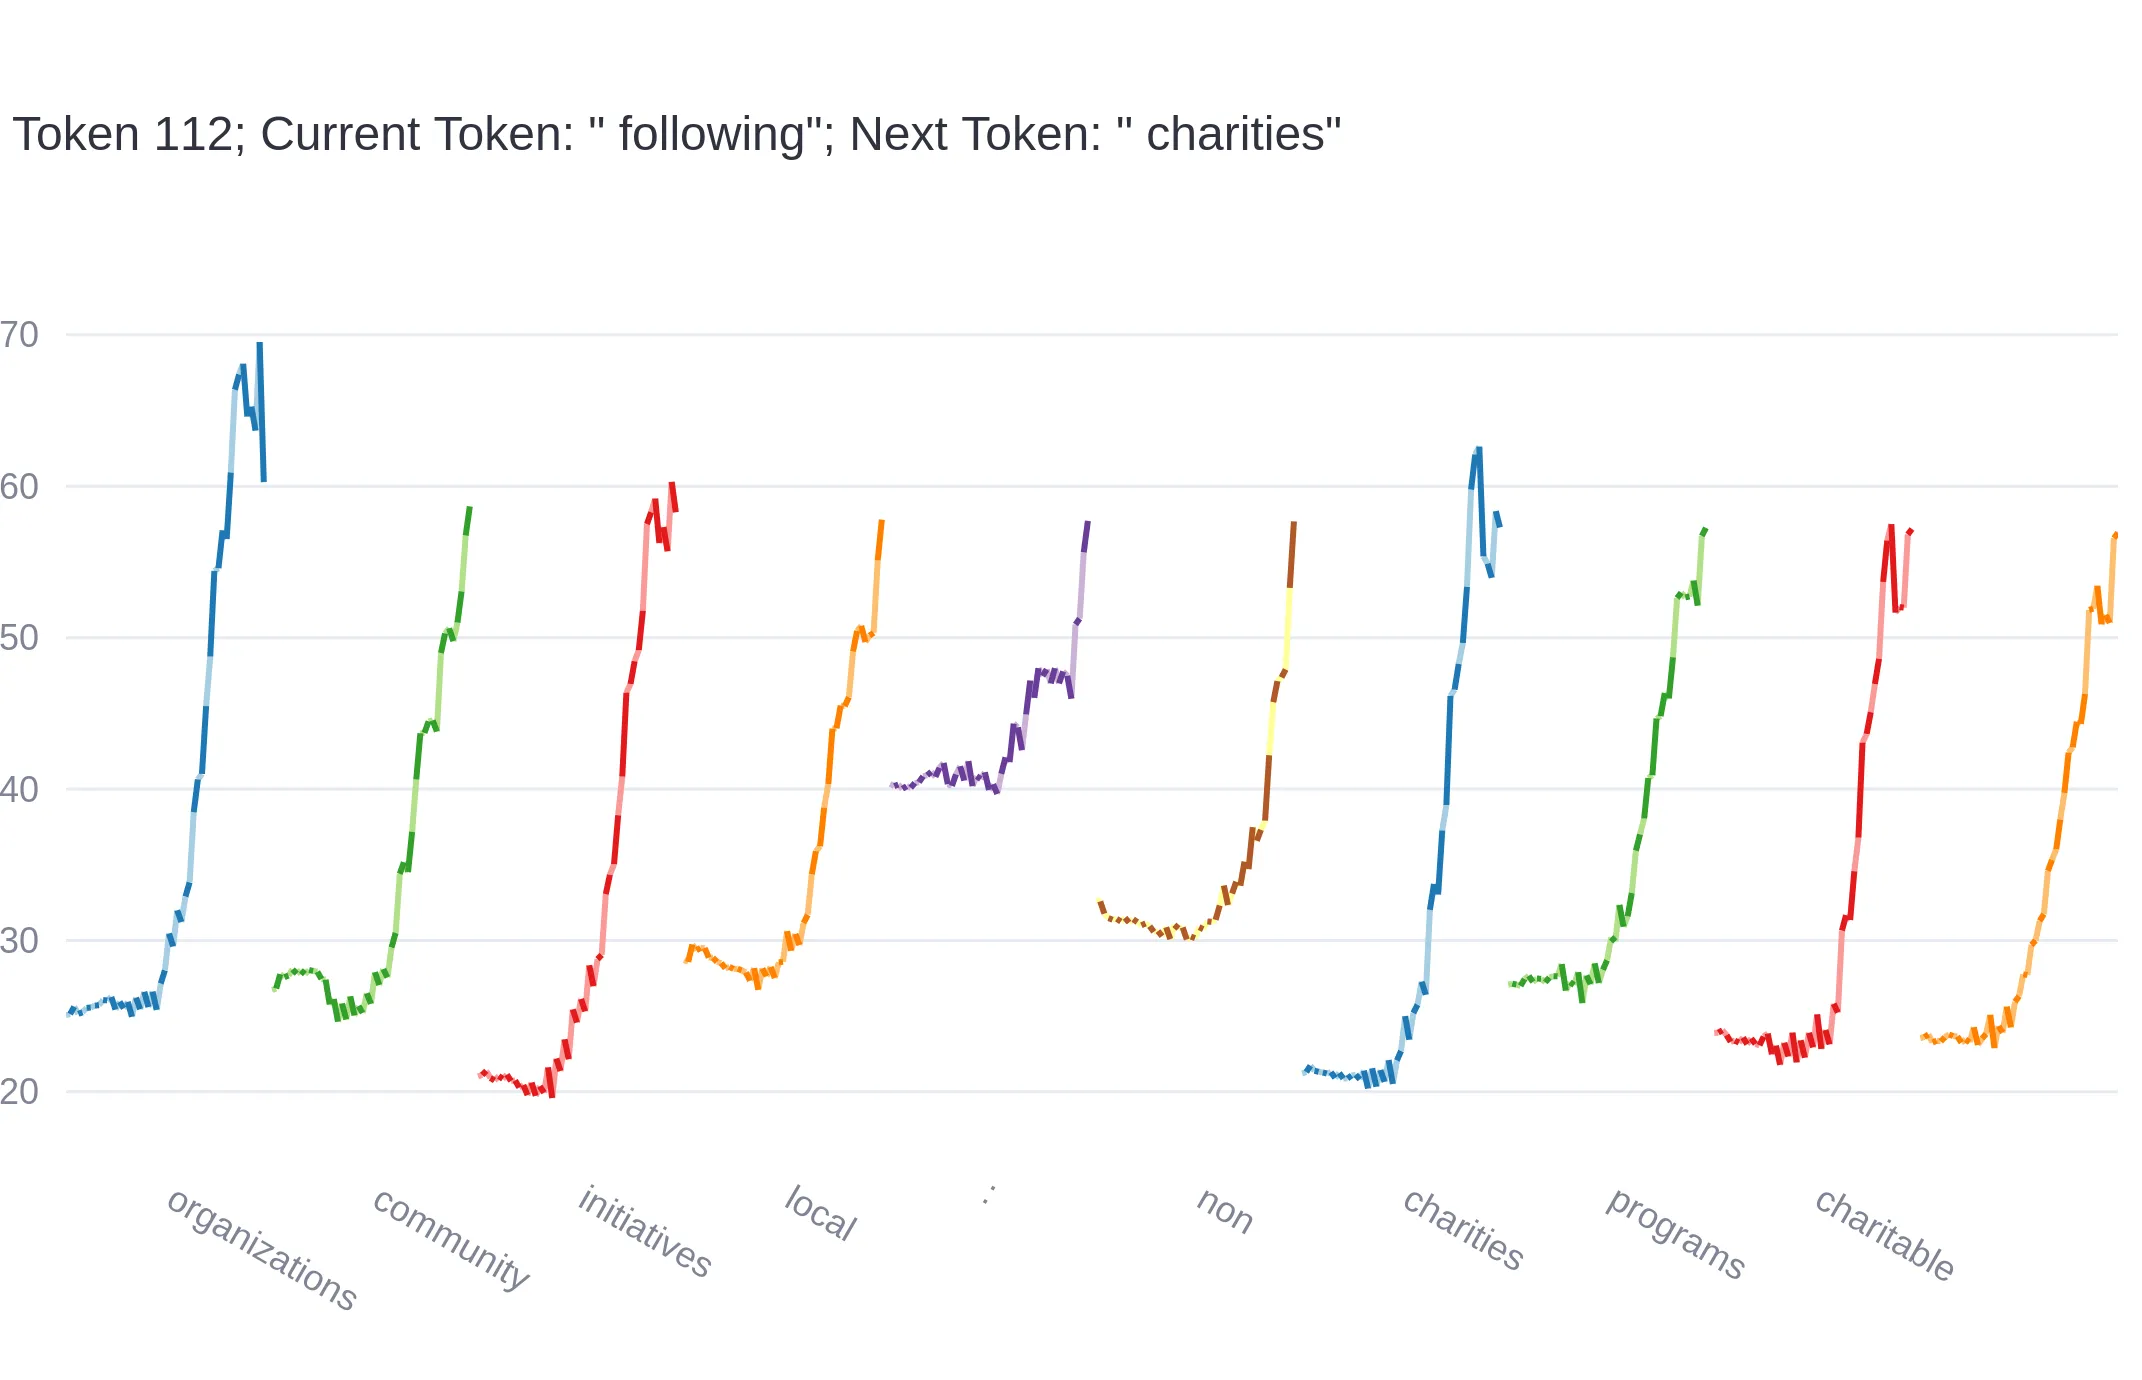 Token 112; Current Token: " following"; Next Token: " charities"
70
60
50
40
30
20
organizations
community
initiatives
local
:
non
charities
programs
charitable